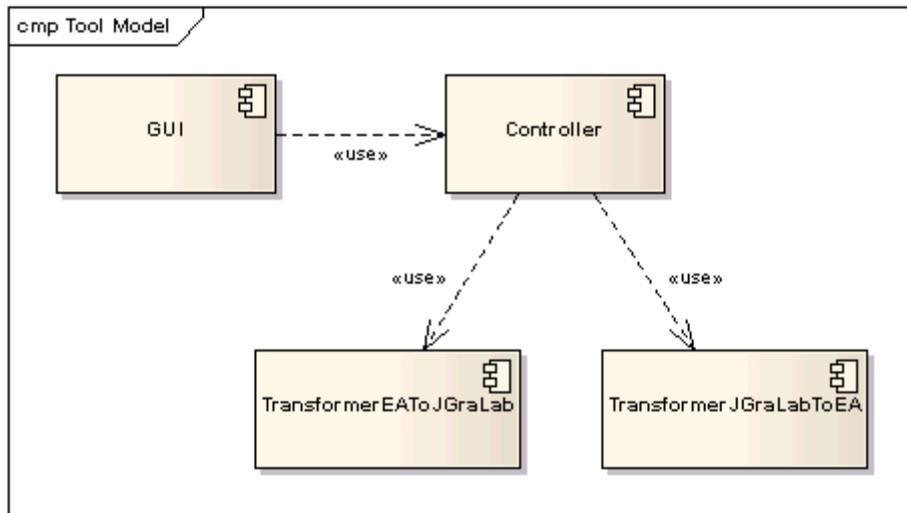 cmp Tool Model
GUI
Controller
«use»
«use»
«use»
TransformerEAToJGraLab
TransformerJGraLabToEA